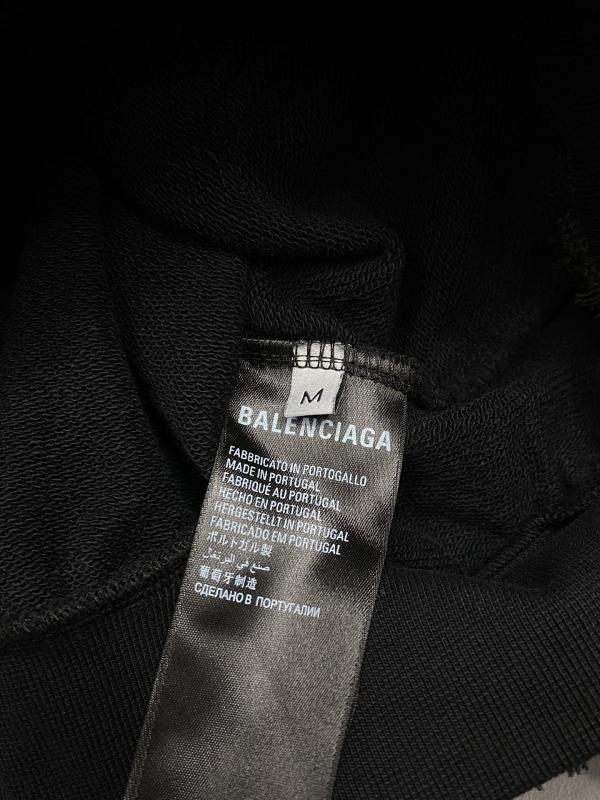 M
BALENCIAGA
FABBRICATO IN PORTOGALLO
MADE IN PORTUGAL
FABRIQUÉ AU PORTUGAL
HECHO EN PORTUGAL
HERGESTELLT IN PORTUGAL
FABRICADO EM PORTUGAL
ポルトガル製
صنع في البرتغال
葡萄牙制造
СДЕЛАНО В ПОРТУГАЛИИ